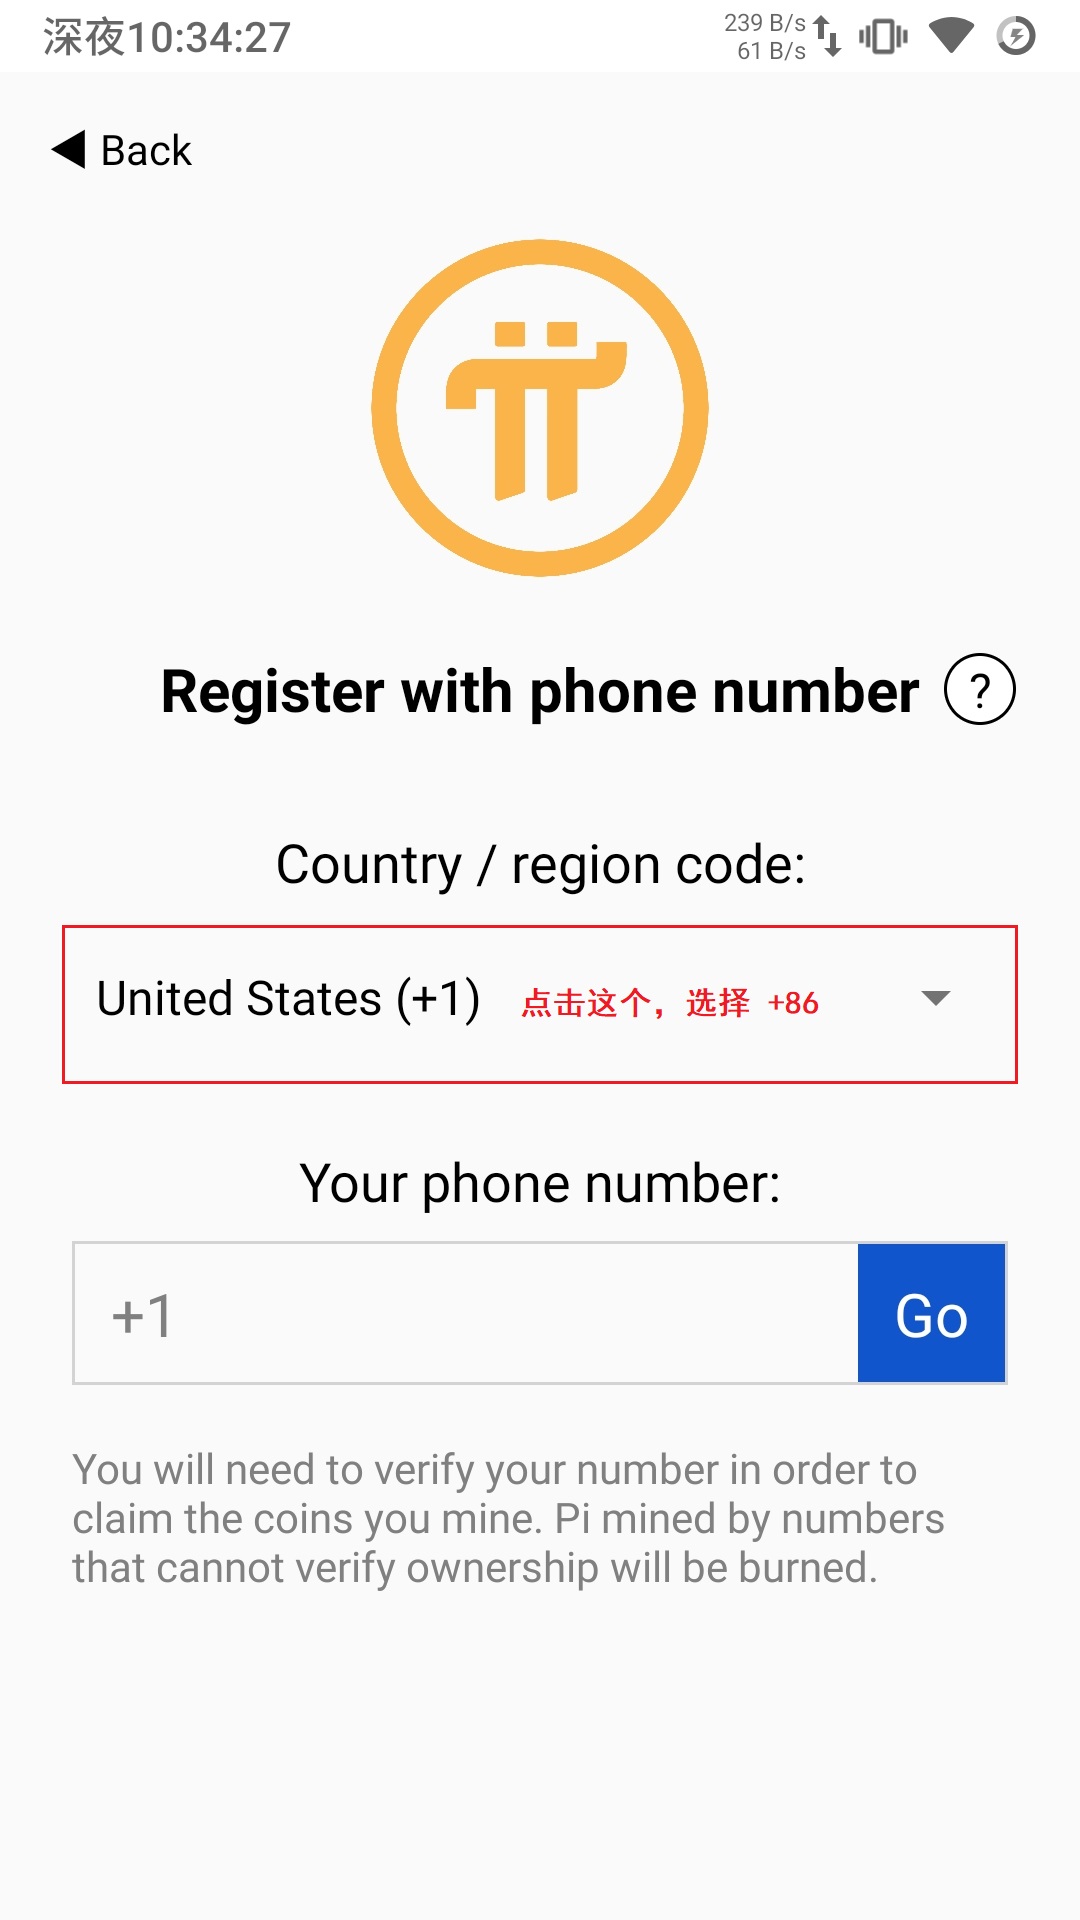 深夜10:34:27
239 B/s
61 B/s
Back
Register with phone number ?
Country / region code:
United States (+1) 点击这个，选择 +86
Your phone number:
+1 Go
You will need to verify your number in order to
claim the coins you mine. Pi mined by numbers
that cannot verify ownership will be burned.